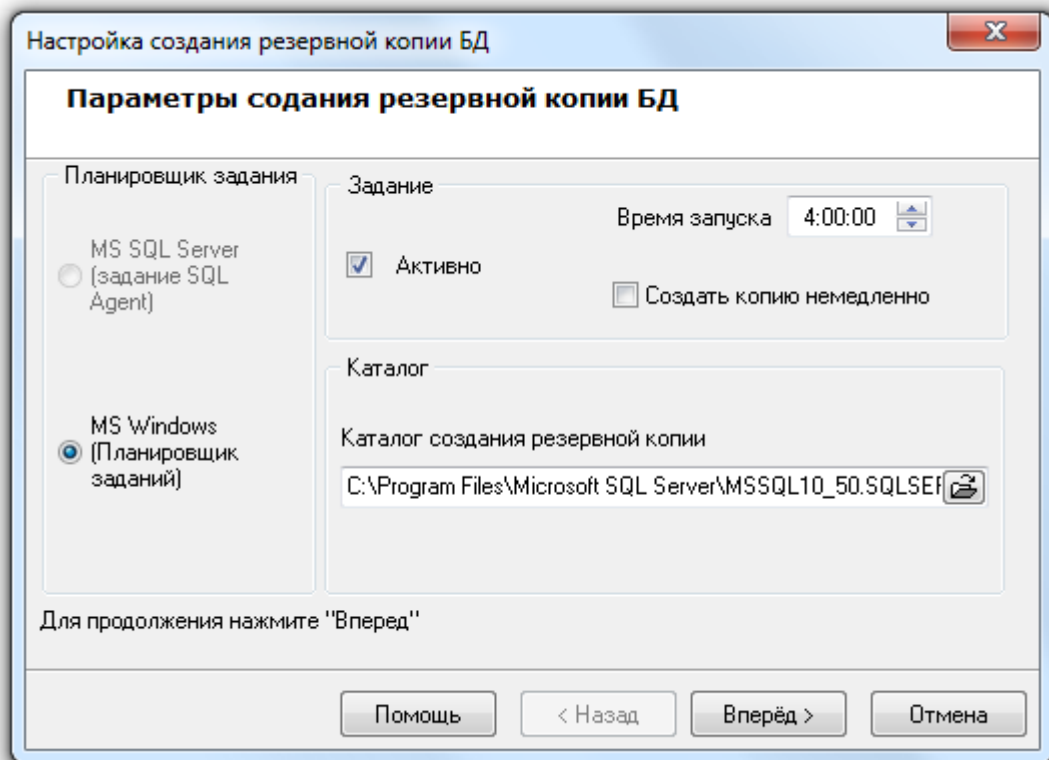 Настройка создания резервной копии БД
Параметры содания резервной копии БД
Планировщик задания
MS SQL Server
(задание SQL
Agent)
MS Windows
(Планировщик
заданий)
Задание
Время запуска 4:00:00
Активно
Создать копию немедленно
Каталог
Каталог создания резервной копии
C:\Program Files\Microsoft SQL Server\MSSQL10_50.SQLSER
Для продолжения нажмите "Вперед"
Помощь
< Назад
Вперёд >
Отмена